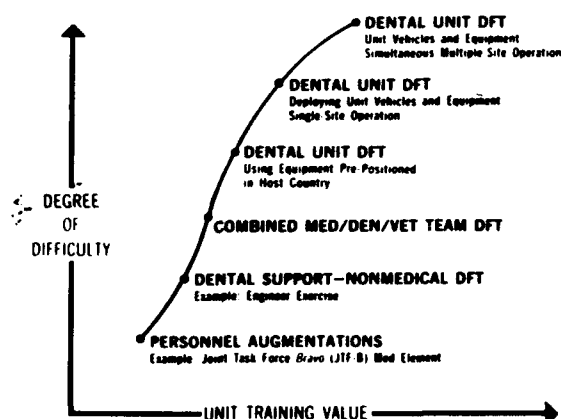 DENTAL UNIT DFT
Unit Vehicles and Equipment
Simultaneous Multiple Site Operation
DENTAL UNIT DFT
Deploying Unit Vehicles and Equipment
Single-Site Operation
DENTAL UNIT DFT
Using Equipment Pre-Positioned
in Host Country
COMBINED MED/DEN/VET TEAM DFT
DENTAL SUPPORT—NONMEDICAL DFT
Example: Engineer Exercise
PERSONNEL AUGMENTATIONS
Example: Joint Task Force Bravo (JTF-B) Med Element
DEGREE
OF
DIFFICULTY
UNIT TRAINING VALUE